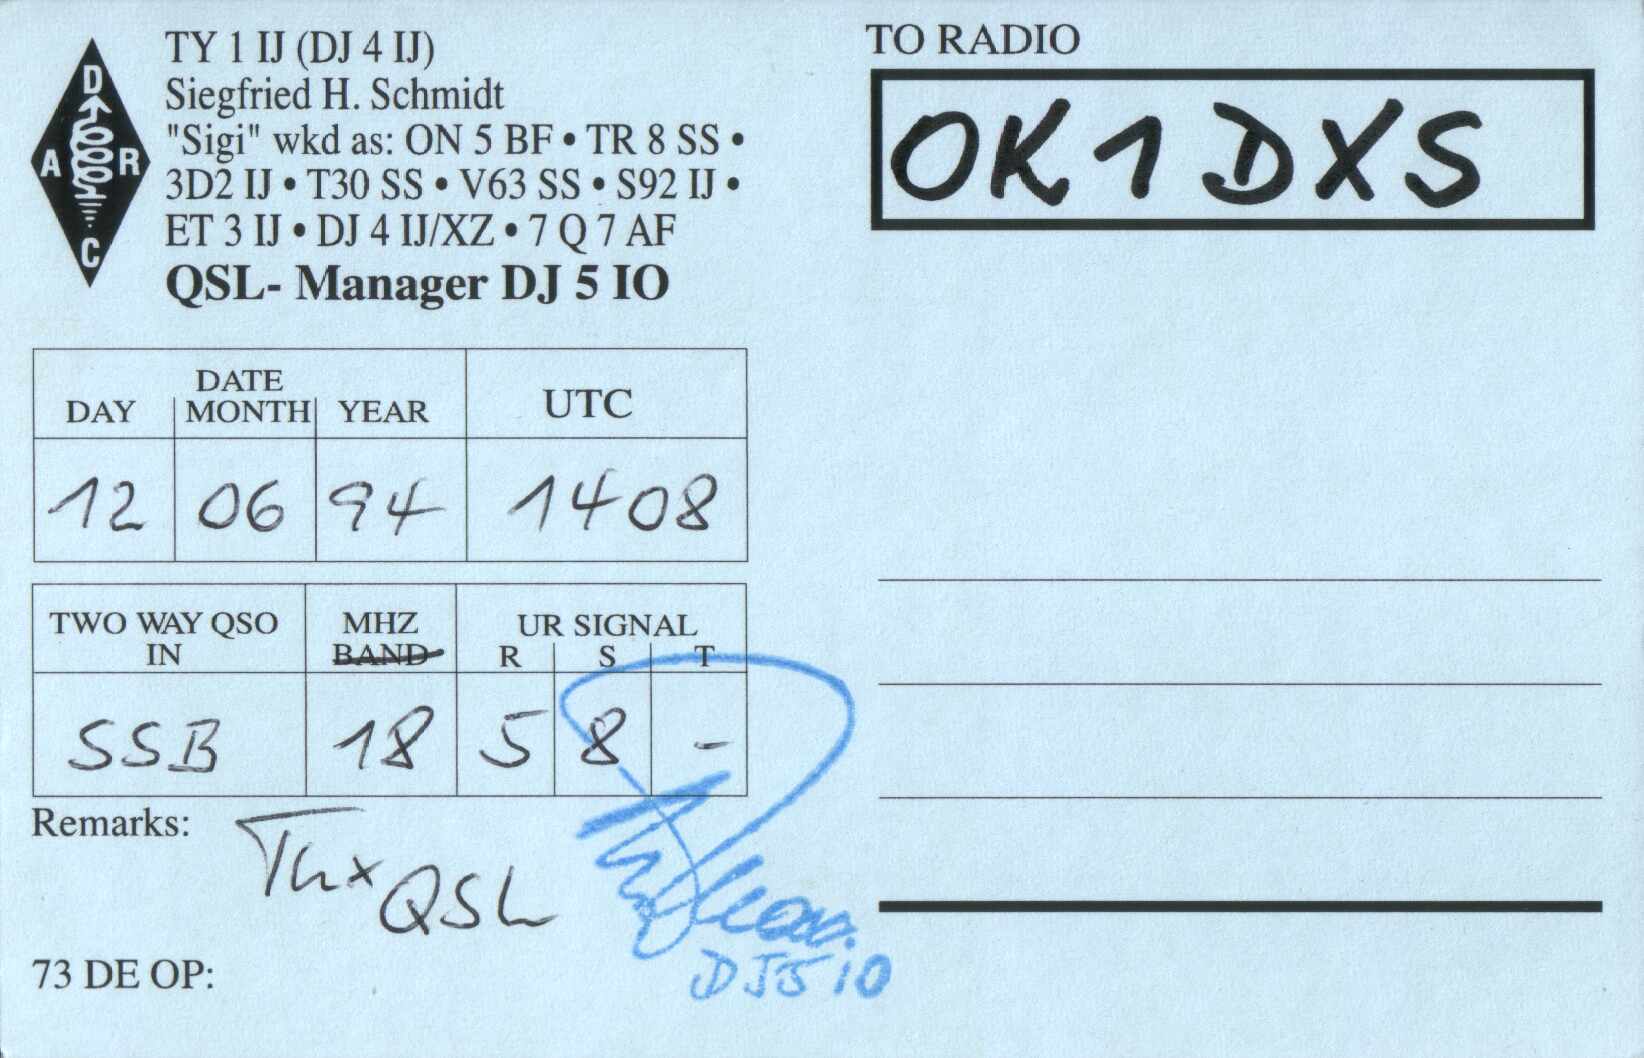 D
A R
C
TY 1 IJ (DJ 4 IJ)
Siegfried H. Schmidt
"Sigi" wkd as: ON 5 BF • TR 8 SS •
3D2 IJ • T30 SS • V63 SS • S92 IJ •
ET 3 IJ • DJ 4 IJ/XZ • 7 Q 7 AF
QSL- Manager DJ 5 IO
TO RADIO
OK1DXS
DATE
DAY MONTH YEAR UTC
12 06 94 1408
TWO WAY QSO MHZ UR SIGNAL
IN BAND R S T
SSB 18 5 8 -
Remarks:
Thx QSL
DJ5IO
73 DE OP: